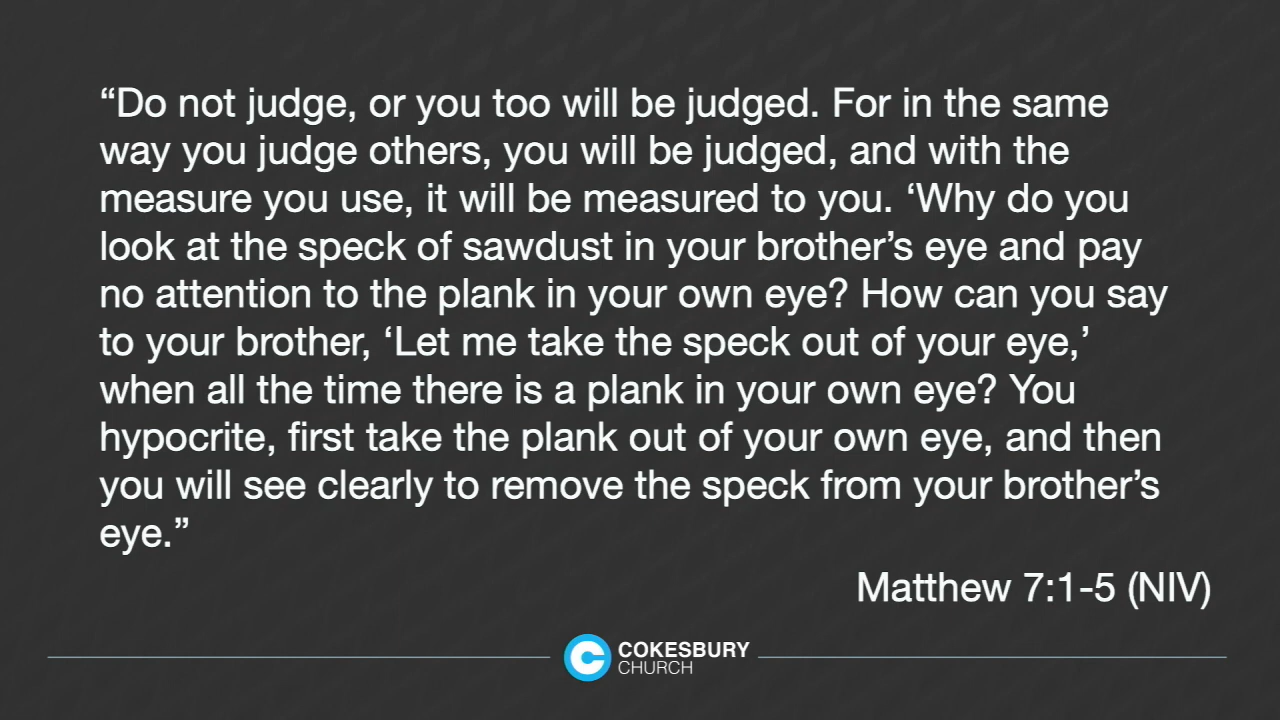 “Do not judge, or you too will be judged. For in the same
way you judge others, you will be judged, and with the
measure you use, it will be measured to you. ‘Why do you
look at the speck of sawdust in your brother’s eye and pay
no attention to the plank in your own eye? How can you say
to your brother, ‘Let me take the speck out of your eye,’
when all the time there is a plank in your own eye? You
hypocrite, first take the plank out of your own eye, and then
you will see clearly to remove the speck from your brother’s
eye.”
Matthew 7:1-5 (NIV)
COKESBURY
CHURCH